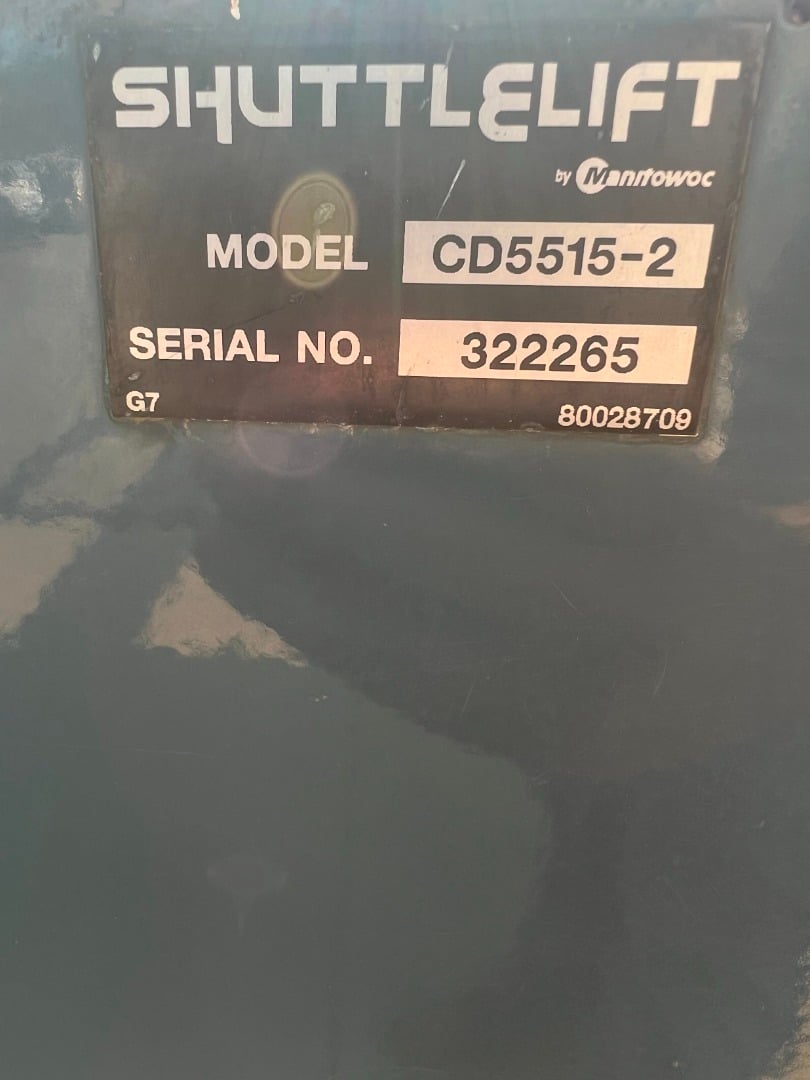 SHUTTLELIFT
by Manitowoc
MODEL CD5515-2
SERIAL NO. 322265
G7 80028709